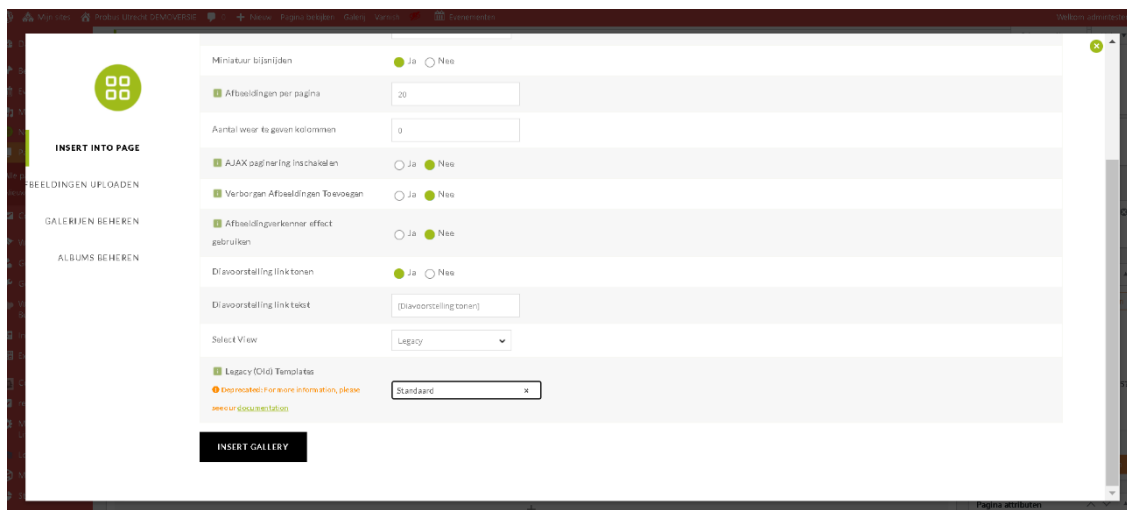 Mijn sites Probus Utrecht DEMOVERSIE + Nieuw Pagina bekijken Galerij Varnish Evenementen
INSERT INTO PAGE
FBEELDINGEN UPLOADEN
GALERIJEN BEHEREN
ALBUMS BEHEREN
Miniatuur bijsnijden Ja Nee
Afbeeldingen per pagina 20
Aantal weer te geven kolommen 0
AJAX paginering inschakelen Ja Nee
Verborgen Afbeeldingen Toevoegen Ja Nee
Afbeeldingverkenner effect
gebruiken Ja Nee
Diavoorstelling link tonen Ja Nee
Diavoorstelling link tekst [Diavoorstelling tonen]
Select View Legacy
Legacy (Old) Templates
Deprecated: For more information, please
see our documentation
Standaard ×
INSERT GALLERY
Pagina attributen